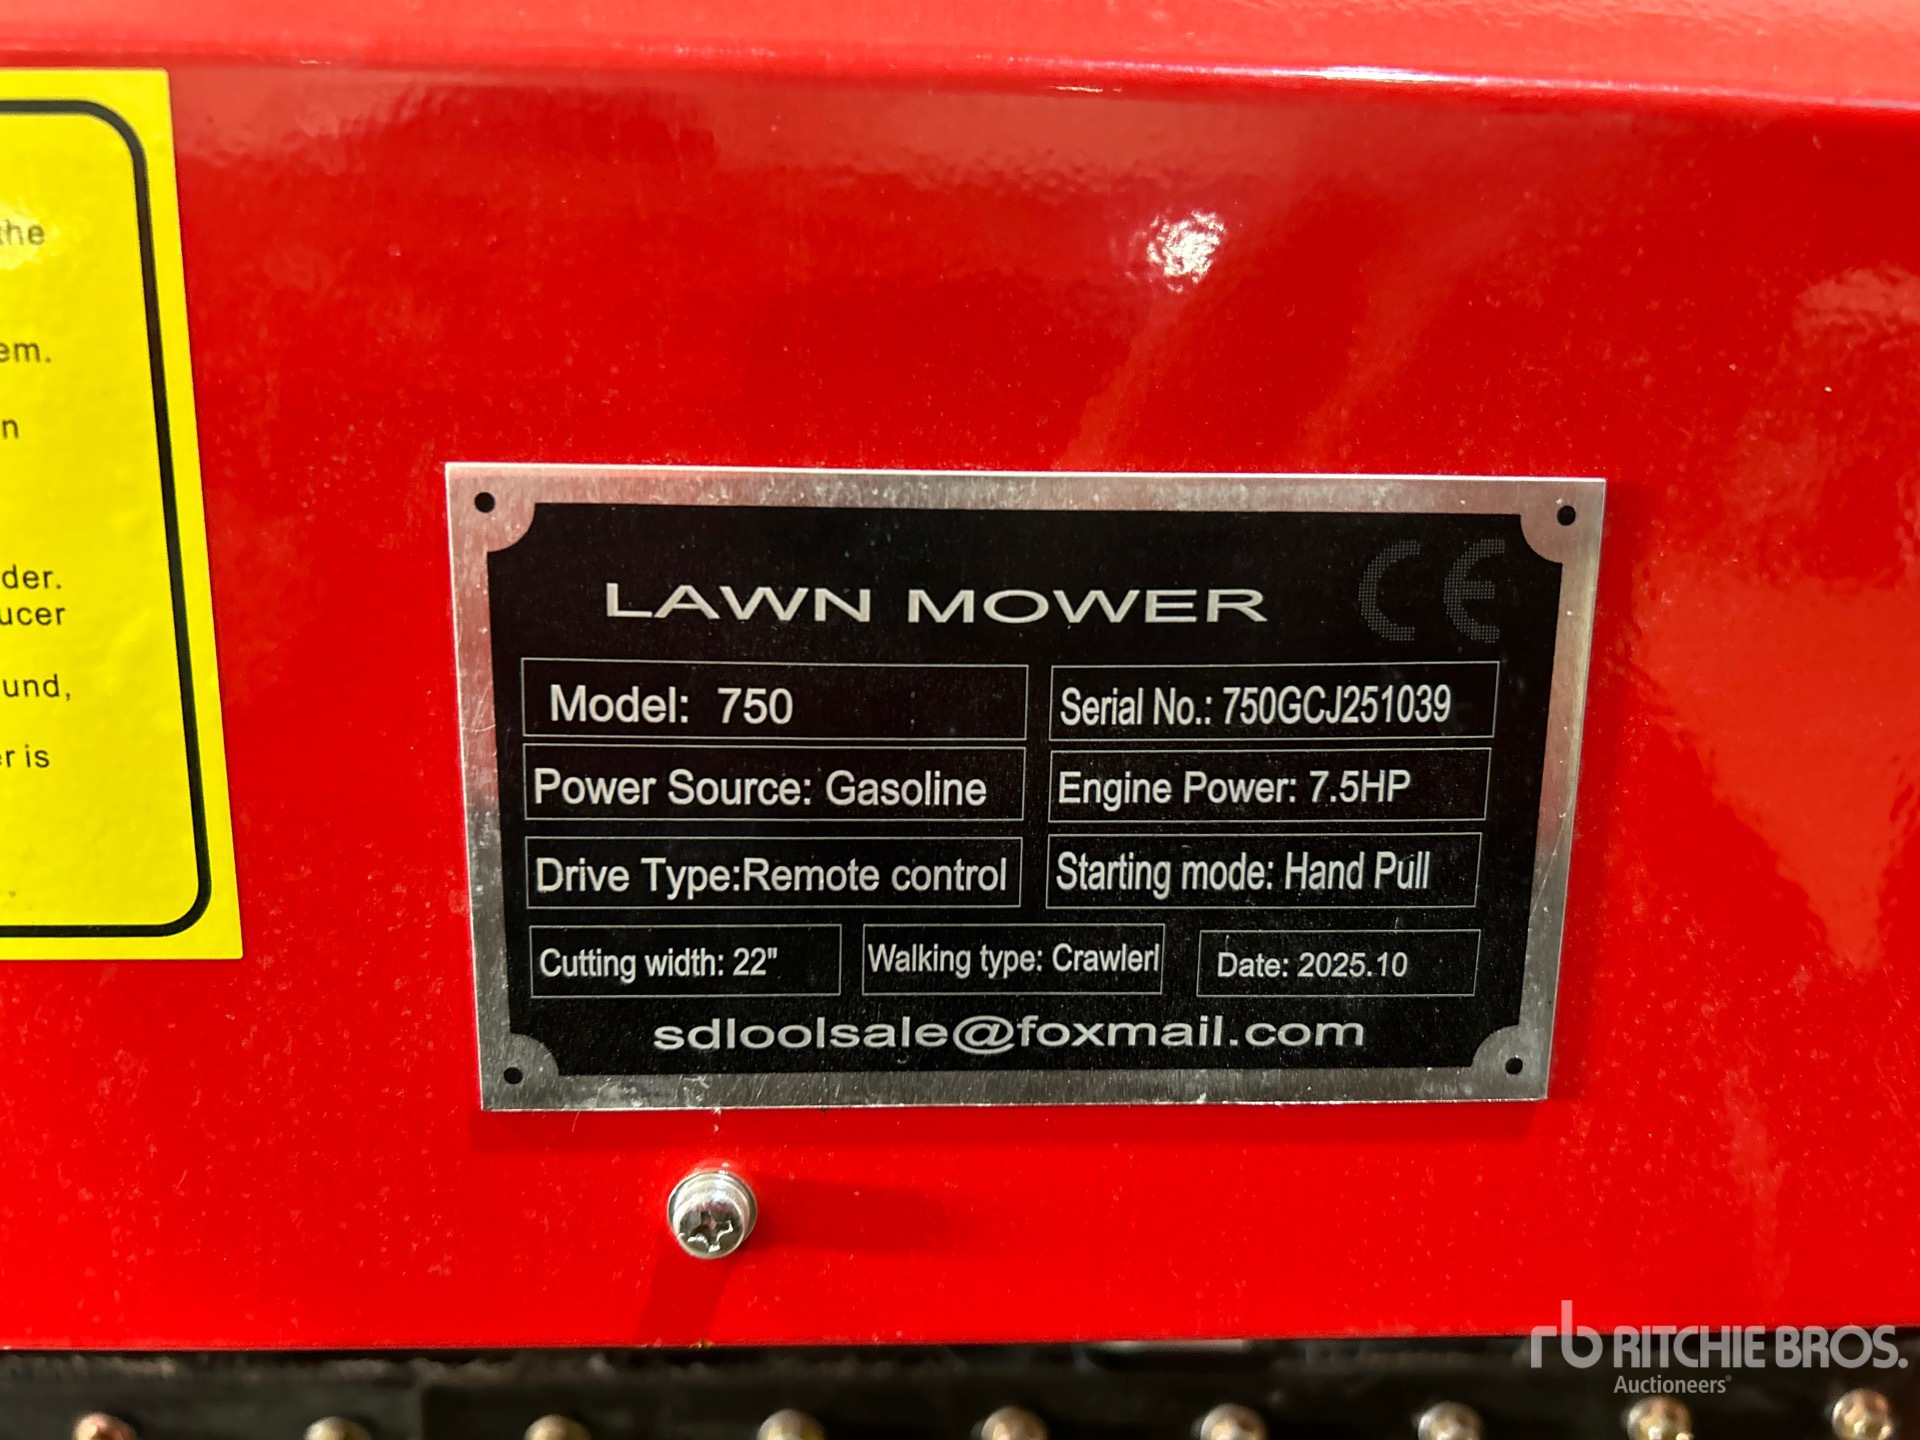 the
em.
n
der.
ucer
und,
r is
LAWN MOWER CE
Model: 750
Serial No.: 750GCJ251039
Power Source: Gasoline
Engine Power: 7.5HP
Drive Type:Remote control
Starting mode: Hand Pull
Cutting width: 22"
Walking type: Crawlerl
Date: 2025.10
sdloolsale@foxmail.com
rb RITCHIE BROS.
Auctioneers®